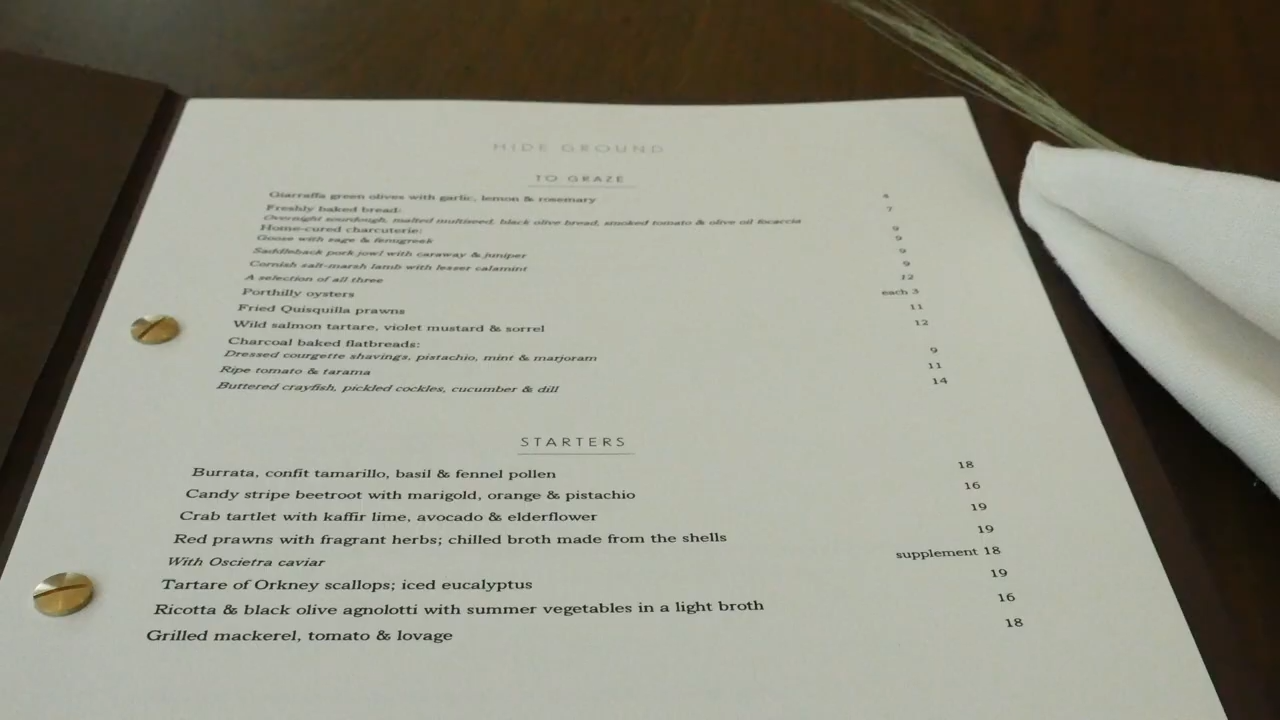 HIDE GROUND
TO GRAZE
Giarraffa green olives with garlic, lemon & rosemary 4
Freshly baked bread: 7
Overnight sourdough, malted multiseed, black olive bread, smoked tomato & olive oil focaccia
Home-cured charcuterie: 9
Goose with sage & fenugreek 9
Saddleback pork jowl with caraway & juniper 9
Cornish salt-marsh lamb with lesser calamint 9
A selection of all three 12
Porthilly oysters each 3
Fried Quisquilla prawns 11
Wild salmon tartare, violet mustard & sorrel 12
Charcoal baked flatbreads:
Dressed courgette shavings, pistachio, mint & marjoram 9
Ripe tomato & tarama 11
Buttered crayfish, pickled cockles, cucumber & dill 14
STARTERS
Burrata, confit tamarillo, basil & fennel pollen 18
Candy stripe beetroot with marigold, orange & pistachio 16
Crab tartlet with kaffir lime, avocado & elderflower 19
Red prawns with fragrant herbs; chilled broth made from the shells 19
With Oscietra caviar supplement 18
Tartare of Orkney scallops; iced eucalyptus 19
Ricotta & black olive agnolotti with summer vegetables in a light broth 16
Grilled mackerel, tomato & lovage 18